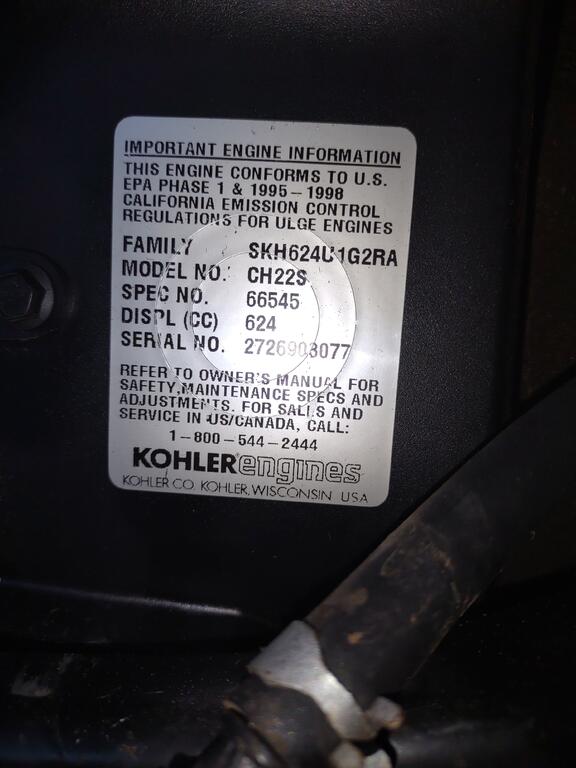 IMPORTANT ENGINE INFORMATION
THIS ENGINE CONFORMS TO U.S.
EPA PHASE 1 & 1995-1998
CALIFORNIA EMISSION CONTROL
REGULATIONS FOR ULGE ENGINES
FAMILY SKH624U1G2RA
MODEL NO. CH22S
SPEC NO. 66545
DISPL (CC) 624
SERIAL NO. 2726903077
REFER TO OWNER'S MANUAL FOR
SAFETY, MAINTENANCE SPECS AND
ADJUSTMENTS. FOR SALES AND
SERVICE IN US/CANADA, CALL:
1-800-544-2444
KOHLER engines
KOHLER CO. KOHLER, WISCONSIN USA